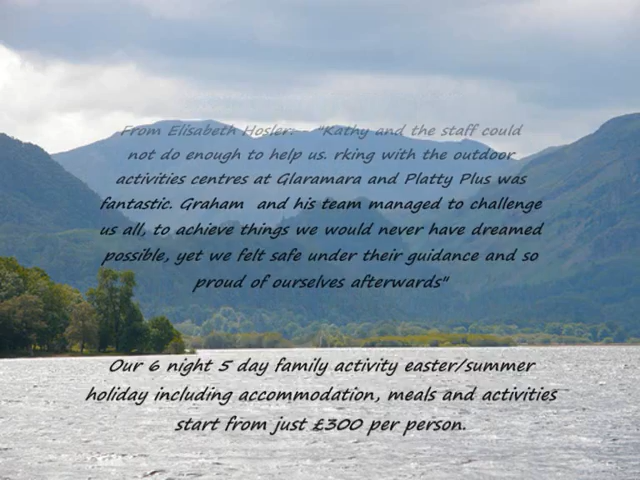 From Elisabeth Hosler: "Kathy and the staff could
not do enough to help us. rking with the outdoor
activities centres at Glaramara and Platty Plus was
fantastic. Graham and his team managed to challenge
us all, to achieve things we would never have dreamed
possible, yet we felt safe under their guidance and so
proud of ourselves afterwards"
Our 6 night 5 day family activity easter/summer
holiday including accommodation, meals and activities
start from just £300 per person.